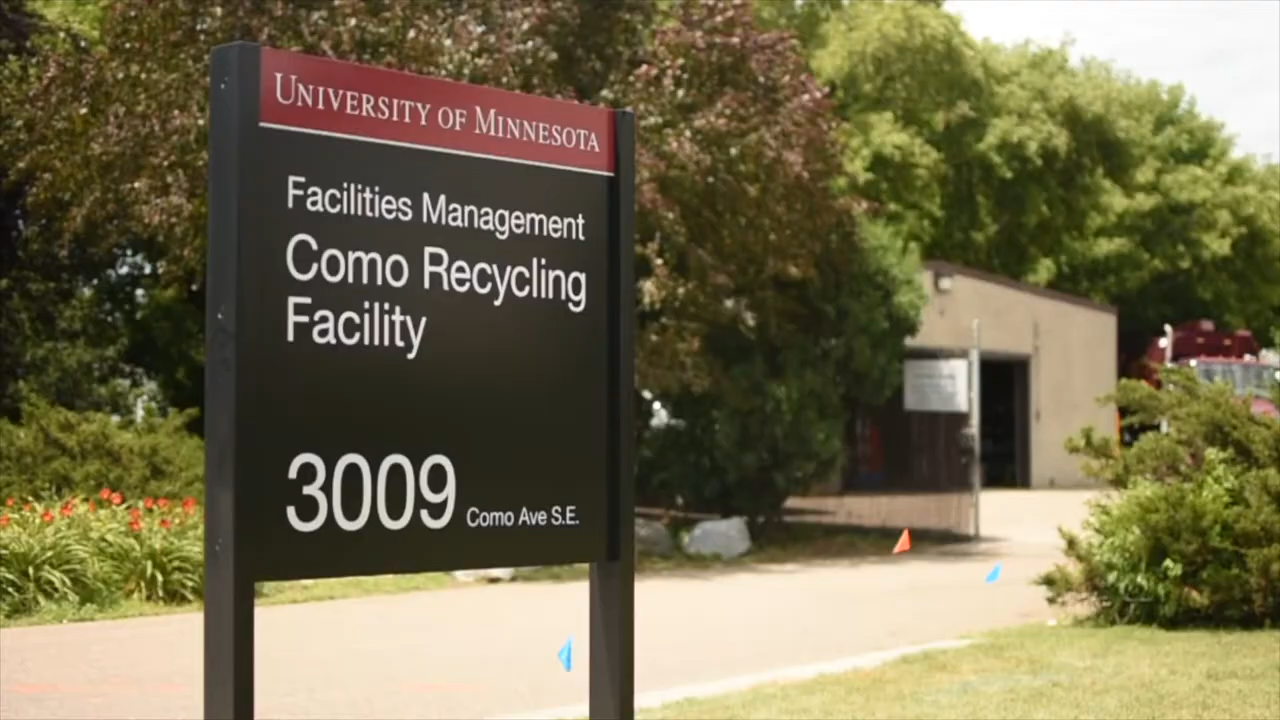 UNIVERSITY OF MINNESOTA
Facilities Management
Como Recycling
Facility
3009 Como Ave S.E.